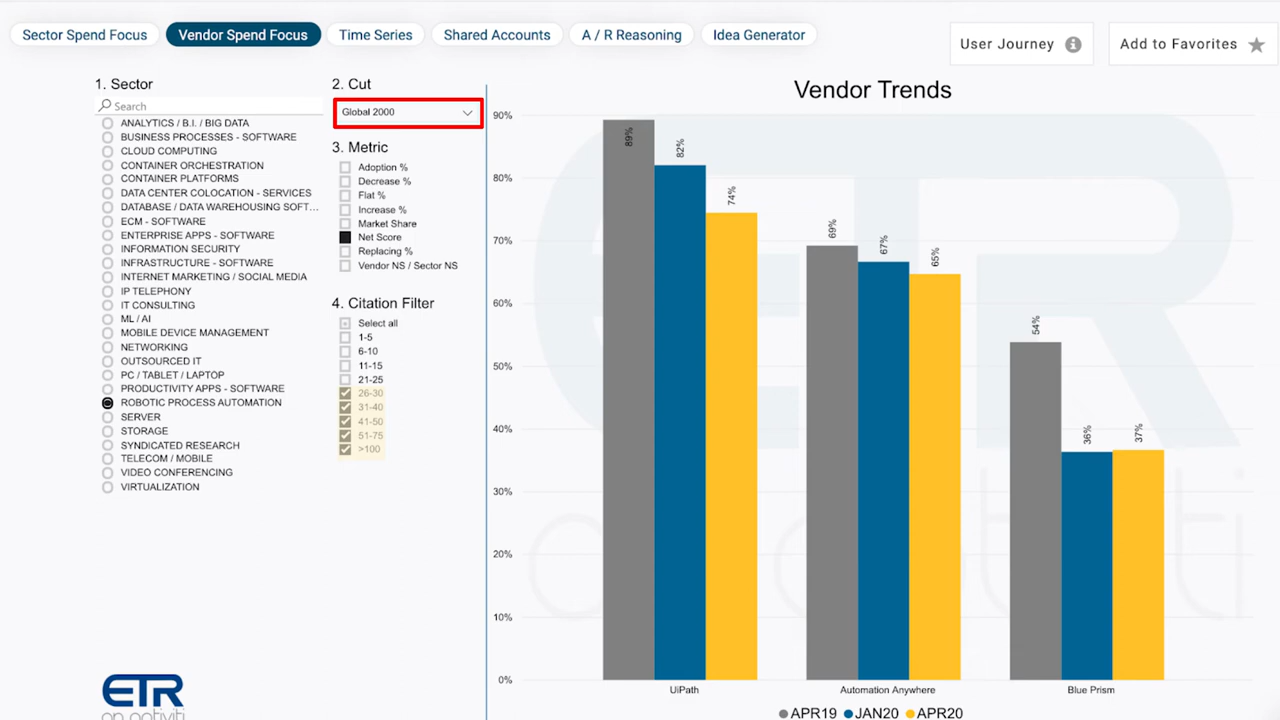 Sector Spend Focus
Vendor Spend Focus
Time Series
Shared Accounts
A / R Reasoning
Idea Generator
User Journey
Add to Favorites
1. Sector
Search
ANALYTICS / B.I. / BIG DATA
BUSINESS PROCESSES - SOFTWARE
CLOUD COMPUTING
CONTAINER ORCHESTRATION
CONTAINER PLATFORMS
DATA CENTER COLOCATION - SERVICES
DATABASE / DATA WAREHOUSING SOFT…
ECM - SOFTWARE
ENTERPRISE APPS - SOFTWARE
INFORMATION SECURITY
INFRASTRUCTURE - SOFTWARE
INTERNET MARKETING / SOCIAL MEDIA
IP TELEPHONY
IT CONSULTING
ML / AI
MOBILE DEVICE MANAGEMENT
NETWORKING
OUTSOURCED IT
PC / TABLET / LAPTOP
PRODUCTIVITY APPS - SOFTWARE
ROBOTIC PROCESS AUTOMATION
SERVER
STORAGE
SYNDICATED RESEARCH
TELECOM / MOBILE
VIDEO CONFERENCING
VIRTUALIZATION
2. Cut
Global 2000
3. Metric
Adoption %
Decrease %
Flat %
Increase %
Market Share
Net Score
Replacing %
Vendor NS / Sector NS
4. Citation Filter
Select all
1-5
6-10
11-15
21-25
26-30
31-40
41-50
51-75
>100
ETR
Vendor Trends
90%
80%
70%
60%
50%
40%
30%
20%
10%
0%
89%
82%
74%
69%
67%
65%
54%
36%
37%
UiPath
Automation Anywhere
Blue Prism
APR19 JAN20 APR20